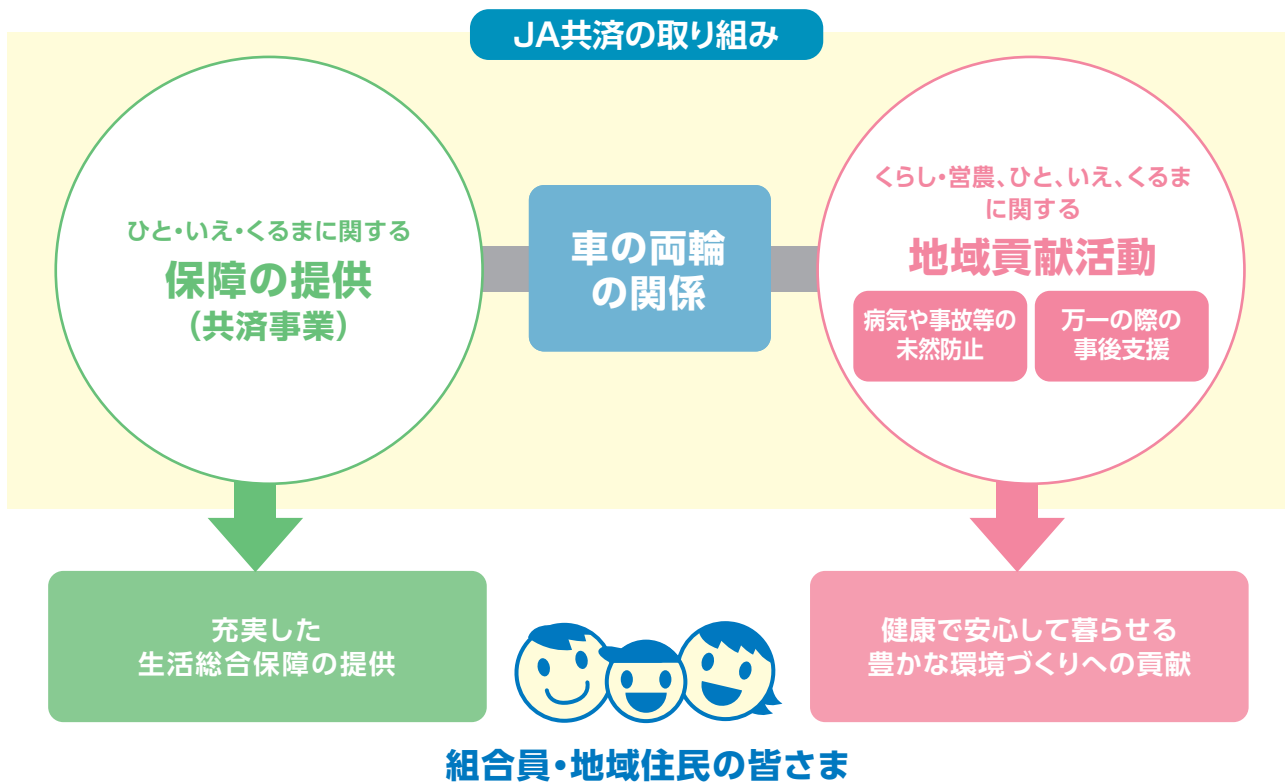 JA共済の取り組み
ひと・いえ・くるまに関する
保障の提供
(共済事業)
車の両輪
の関係
くらし・営農、ひと、いえ、くるま
に関する
地域貢献活動
病気や事故等の
未然防止
万一の際の
事後支援
充実した
生活総合保障の提供
健康で安心して暮らせる
豊かな環境づくりへの貢献
組合員・地域住民の皆さま